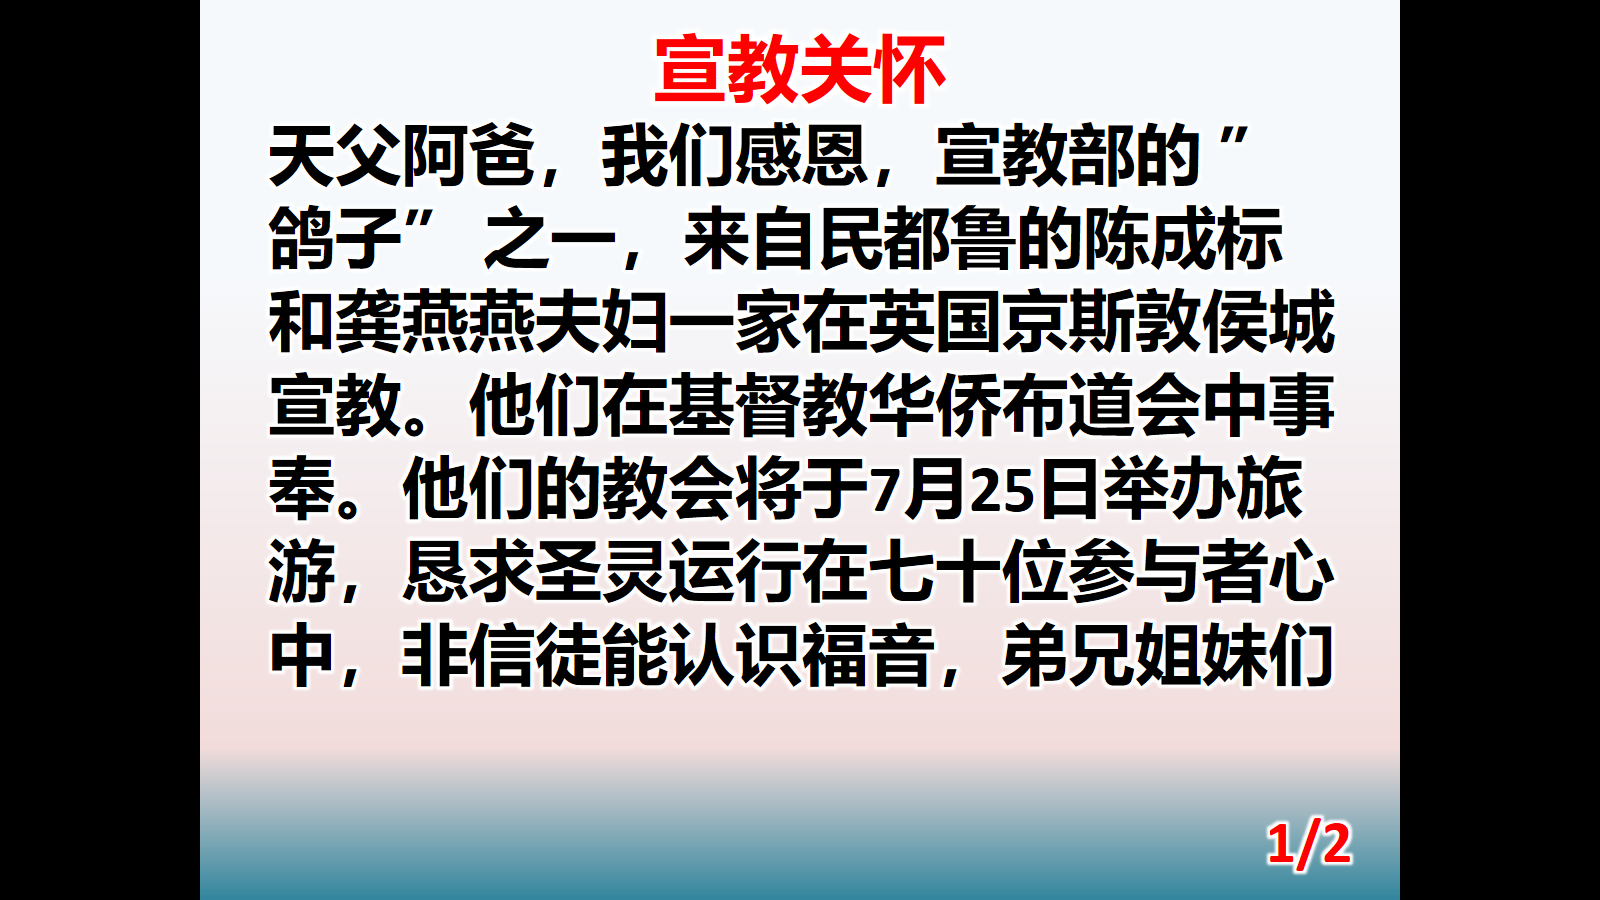 宣教关怀
天父阿爸，我们感恩，宣教部的 ”
鸽子” 之一，来自民都鲁的陈成标
和龚燕燕夫妇一家在英国京斯敦侯城
宣教。他们在基督教华侨布道会中事
奉。他们的教会将于7月25日举办旅
游，恳求圣灵运行在七十位参与者心
中，非信徒能认识福音，弟兄姐妹们
1/2